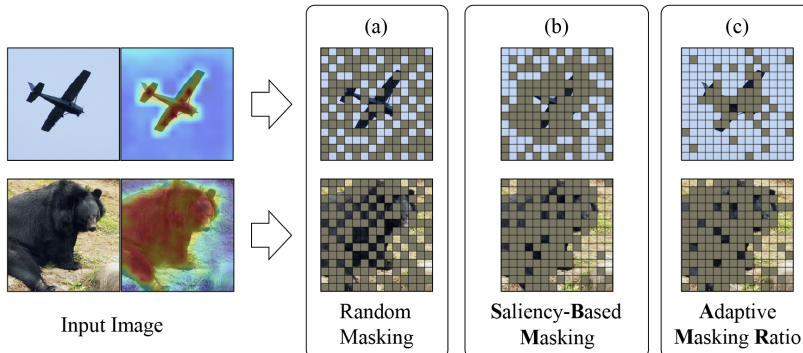 (a)
(b)
(c)
Input Image
Random
Masking
Saliency-Based
Masking
Adaptive
Masking Ratio